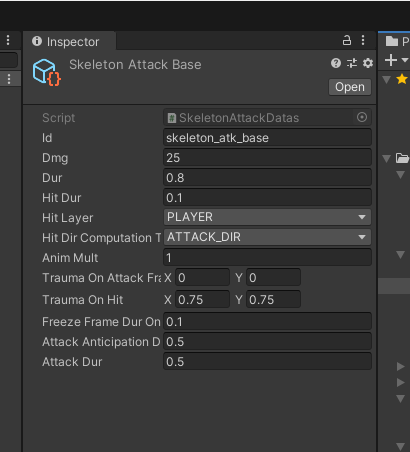 Inspector
P
Skeleton Attack Base
Open
Script SkeletonAttackDatas
Id skeleton_atk_base
Dmg 25
Dur 0.8
Hit Dur 0.1
Hit Layer PLAYER
Hit Dir Computation T ATTACK_DIR
Anim Mult 1
Trauma On Attack Fra X 0 Y 0
Trauma On Hit X 0.75 Y 0.75
Freeze Frame Dur On 0.1
Attack Anticipation D 0.5
Attack Dur 0.5